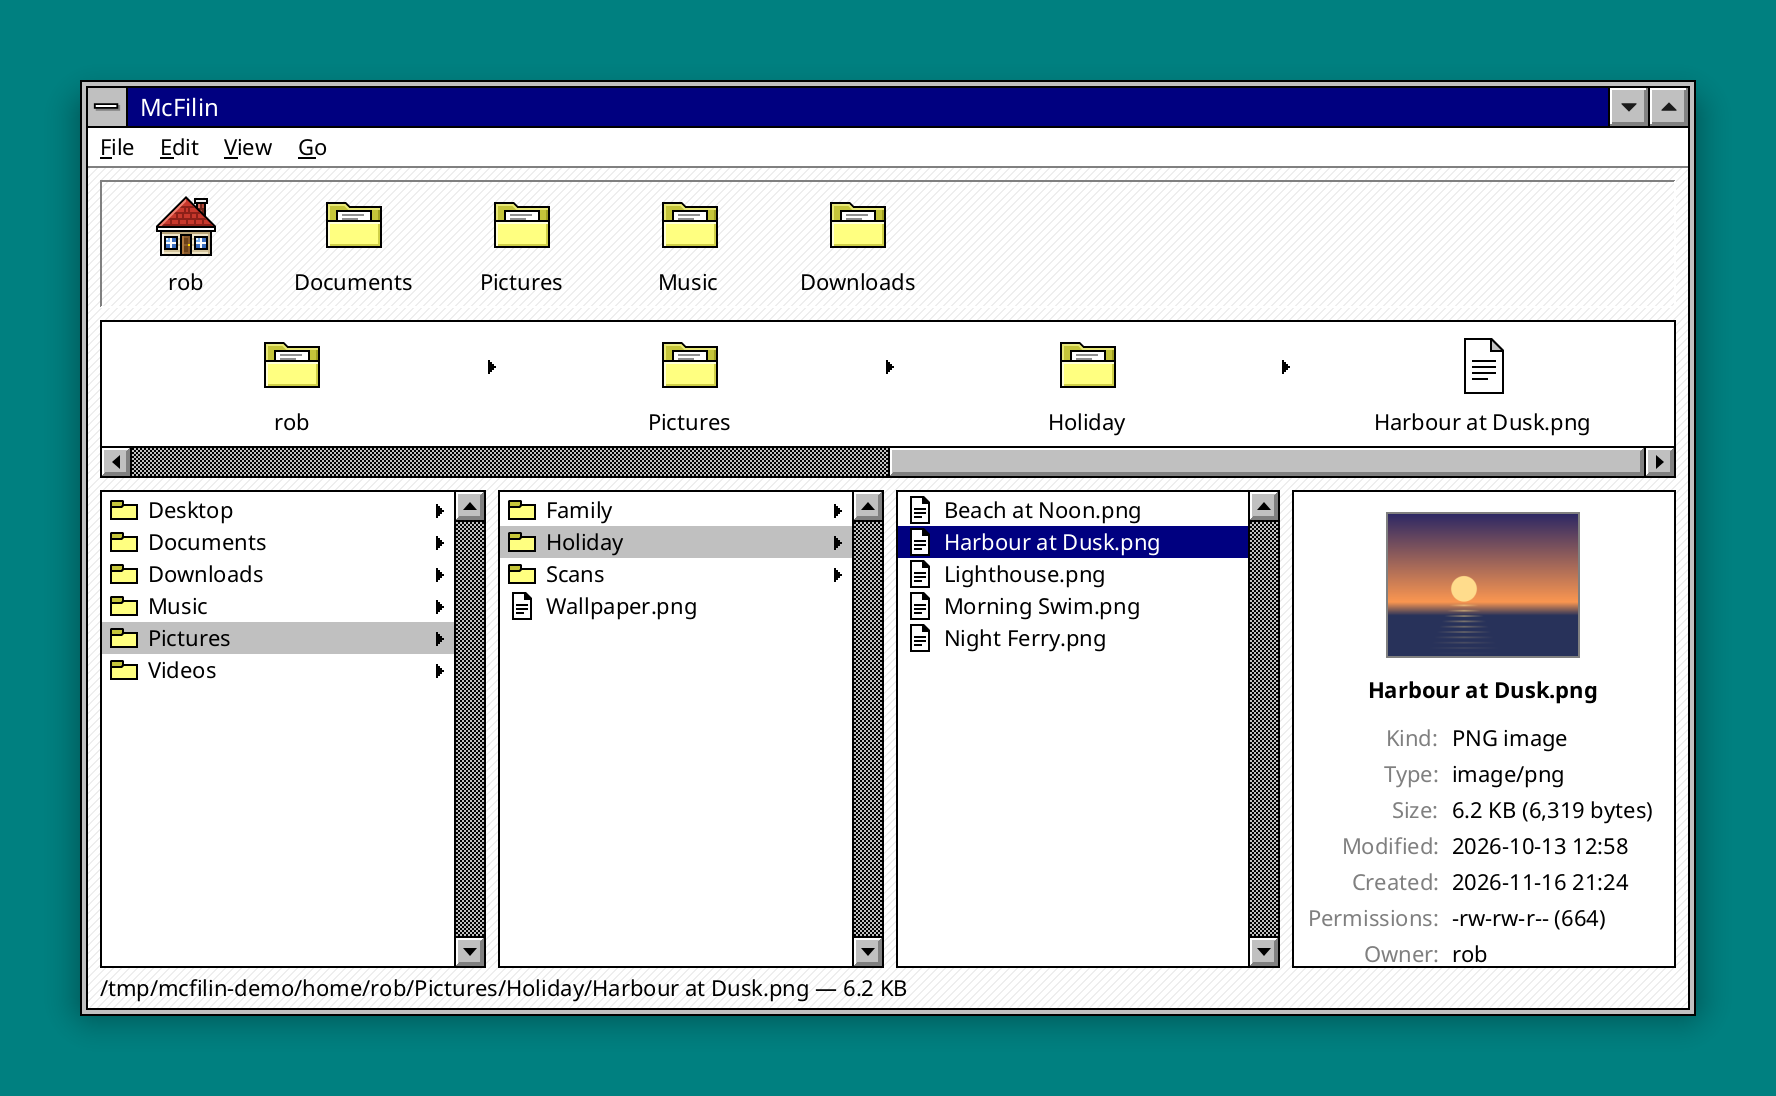 McFilin
File Edit View Go
rob Documents Pictures Music Downloads
rob Pictures Holiday Harbour at Dusk.png
Desktop
Documents
Downloads
Music
Pictures
Videos
Family
Holiday
Scans
Wallpaper.png
Beach at Noon.png
Harbour at Dusk.png
Lighthouse.png
Morning Swim.png
Night Ferry.png
Harbour at Dusk.png
Kind: PNG image
Type: image/png
Size: 6.2 KB (6,319 bytes)
Modified: 2026-10-13 12:58
Created: 2026-11-16 21:24
Permissions: -rw-rw-r-- (664)
Owner: rob
/tmp/mcfilin-demo/home/rob/Pictures/Holiday/Harbour at Dusk.png — 6.2 KB